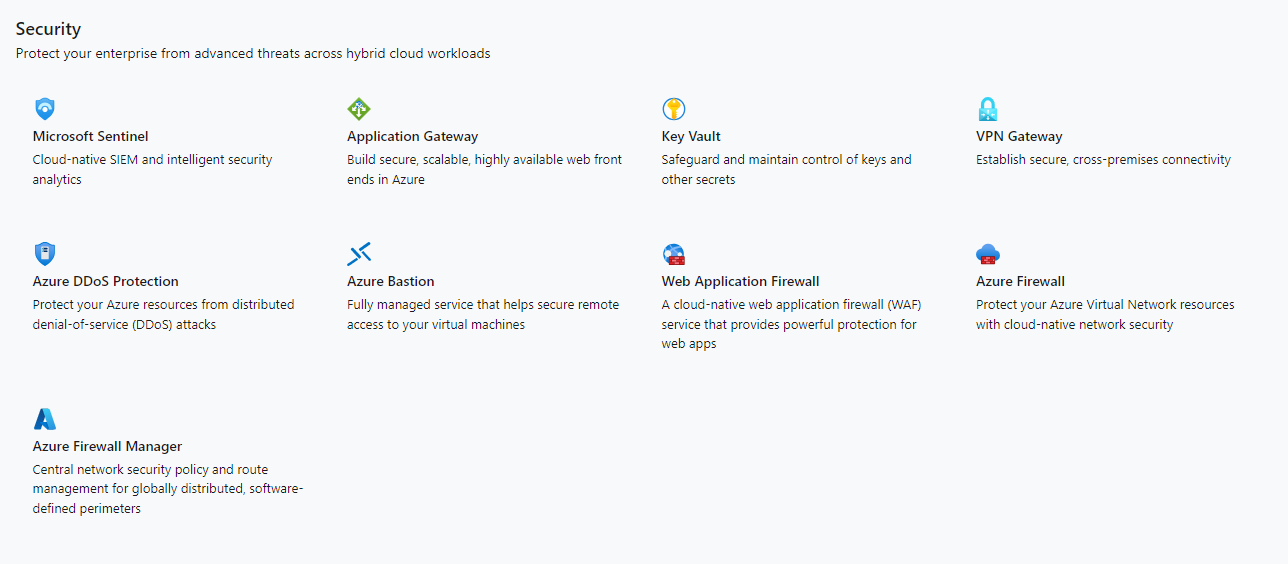 Security
Protect your enterprise from advanced threats across hybrid cloud workloads
Microsoft Sentinel
Cloud-native SIEM and intelligent security
analytics
Application Gateway
Build secure, scalable, highly available web front
ends in Azure
Key Vault
Safeguard and maintain control of keys and
other secrets
VPN Gateway
Establish secure, cross-premises connectivity
Azure DDoS Protection
Protect your Azure resources from distributed
denial-of-service (DDoS) attacks
Azure Bastion
Fully managed service that helps secure remote
access to your virtual machines
Web Application Firewall
A cloud-native web application firewall (WAF)
service that provides powerful protection for
web apps
Azure Firewall
Protect your Azure Virtual Network resources
with cloud-native network security
Azure Firewall Manager
Central network security policy and route
management for globally distributed, software-
defined perimeters